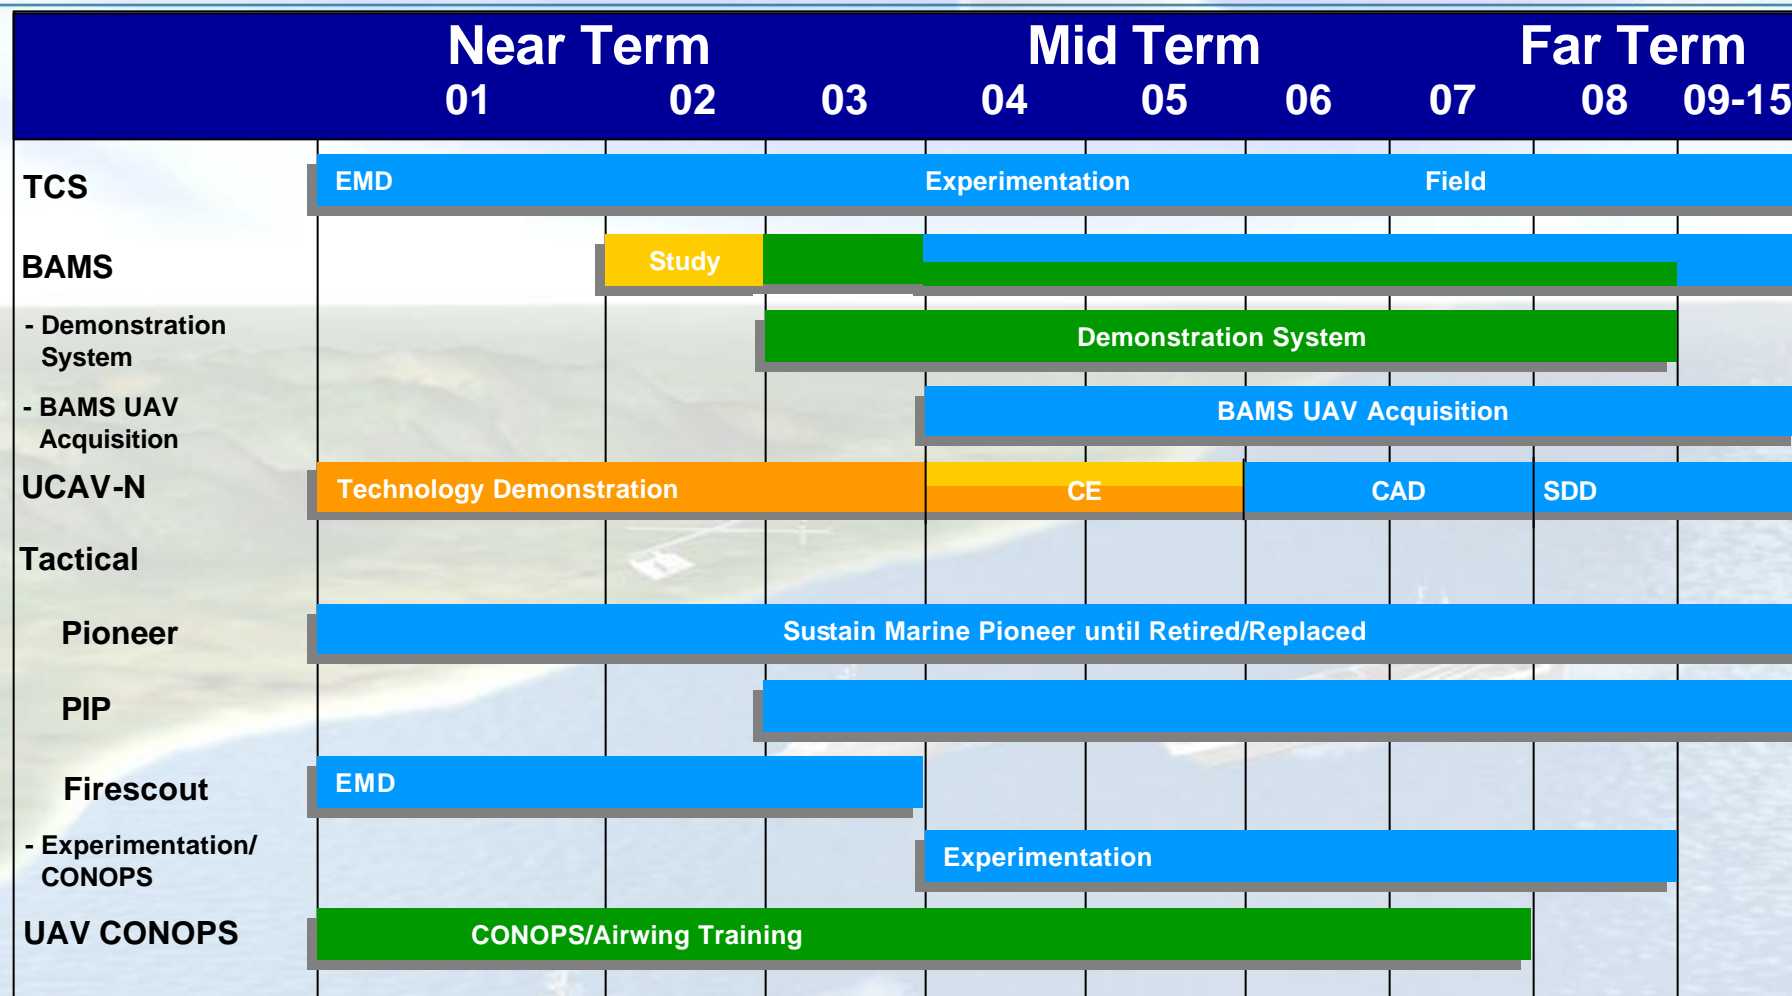 Near Term Mid Term Far Term
01 02 03 04 05 06 07 08 09-15
TCS EMD Experimentation Field
BAMS Study
- Demonstration
System
Demonstration System
- BAMS UAV
Acquisition
BAMS UAV Acquisition
UCAV-N Technology Demonstration CE CAD SDD
Tactical
Pioneer Sustain Marine Pioneer until Retired/Replaced
PIP
Firescout EMD
- Experimentation/
CONOPS
Experimentation
UAV CONOPS CONOPS/Airwing Training